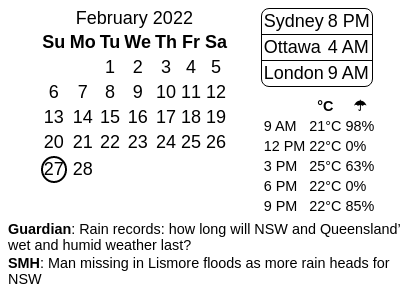 February 2022
Su Mo Tu We Th Fr Sa
1 2 3 4 5
6 7 8 9 10 11 12
13 14 15 16 17 18 19
20 21 22 23 24 25 26
27 28
Sydney 8 PM
Ottawa 4 AM
London 9 AM
°C ☂
9 AM 21°C 98%
12 PM 22°C 0%
3 PM 25°C 63%
6 PM 22°C 0%
9 PM 22°C 85%
Guardian: Rain records: how long will NSW and Queensland’
wet and humid weather last?
SMH: Man missing in Lismore floods as more rain heads for
NSW